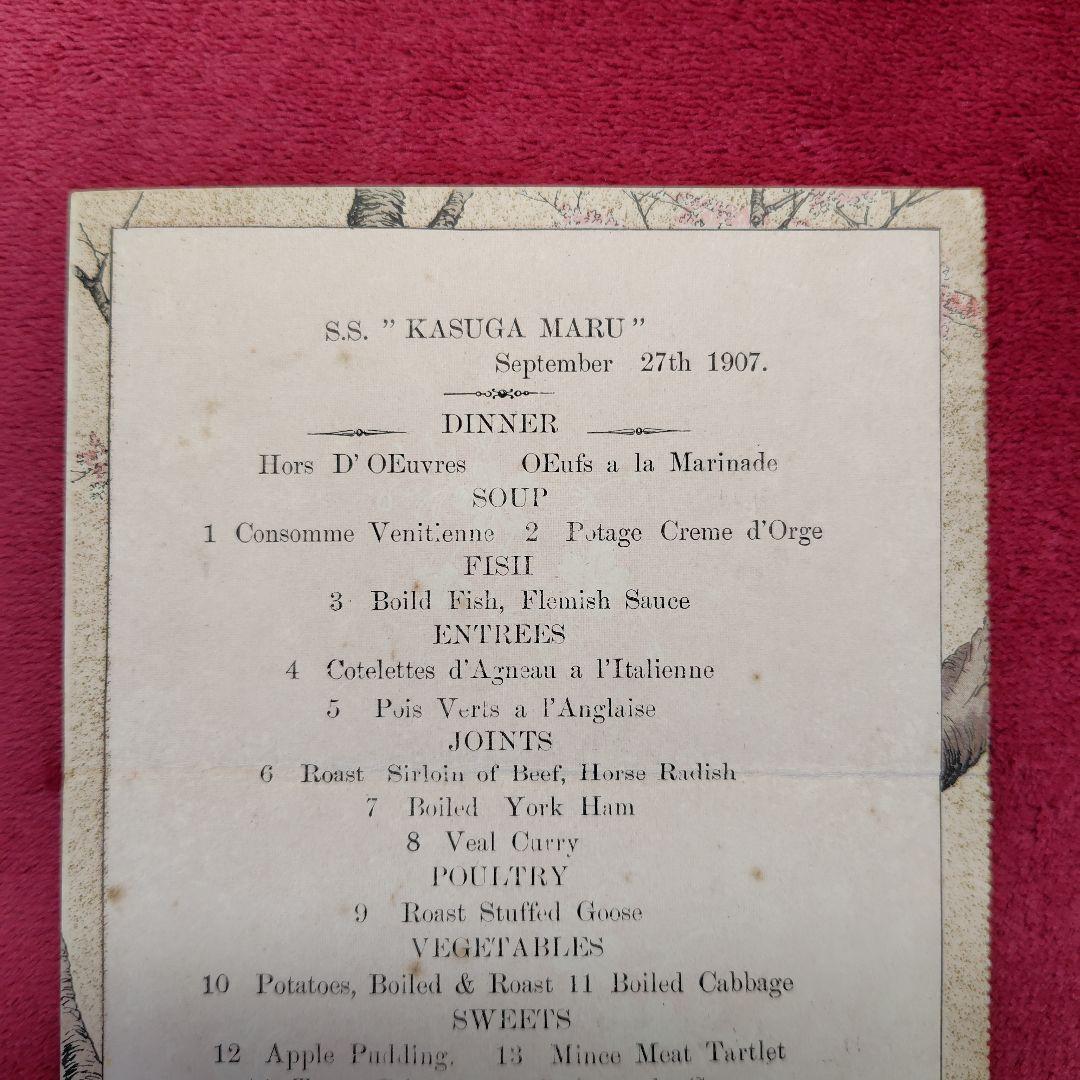 S.S. " KASUGA MARU "
September 27th 1907.
DINNER
Hors D' OEuvres OEufs a la Marinade
SOUP
1 Consomme Venitienne 2 Potage Creme d'Orge
FISH
3 Boild Fish, Flemish Sauce
ENTREES
4 Cotelettes d'Agneau a l'Italienne
5 Pois Verts a l'Anglaise
JOINTS
6 Roast Sirloin of Beef, Horse Radish
7 Boiled York Ham
8 Veal Curry
POULTRY
9 Roast Stuffed Goose
VEGETABLES
10 Potatoes, Boiled & Roast 11 Boiled Cabbage
SWEETS
12 Apple Pudding. 13 Mince Meat Tartlet